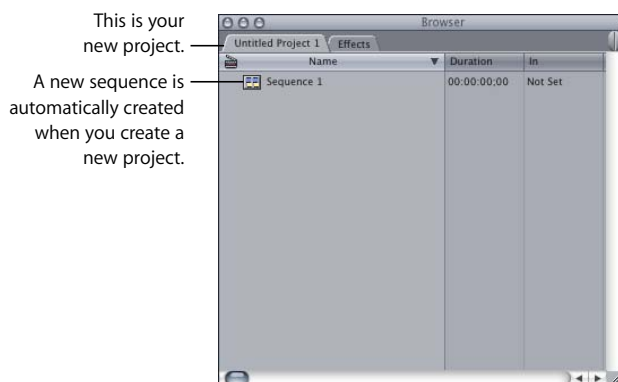 This is your
new project.
A new sequence is
automatically created
when you create a
new project.
Browser
Untitled Project 1 Effects
Name Duration In
Sequence 1 00:00:00;00 Not Set